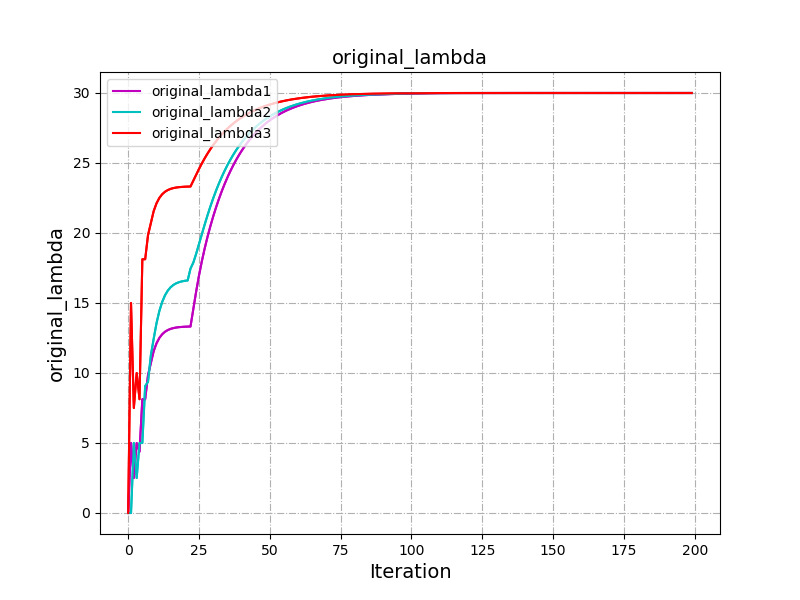 original_lambda
original_lambda
30
25
20
15
10
5
0
original_lambda1
original_lambda2
original_lambda3
0 25 50 75 100 125 150 175 200
Iteration